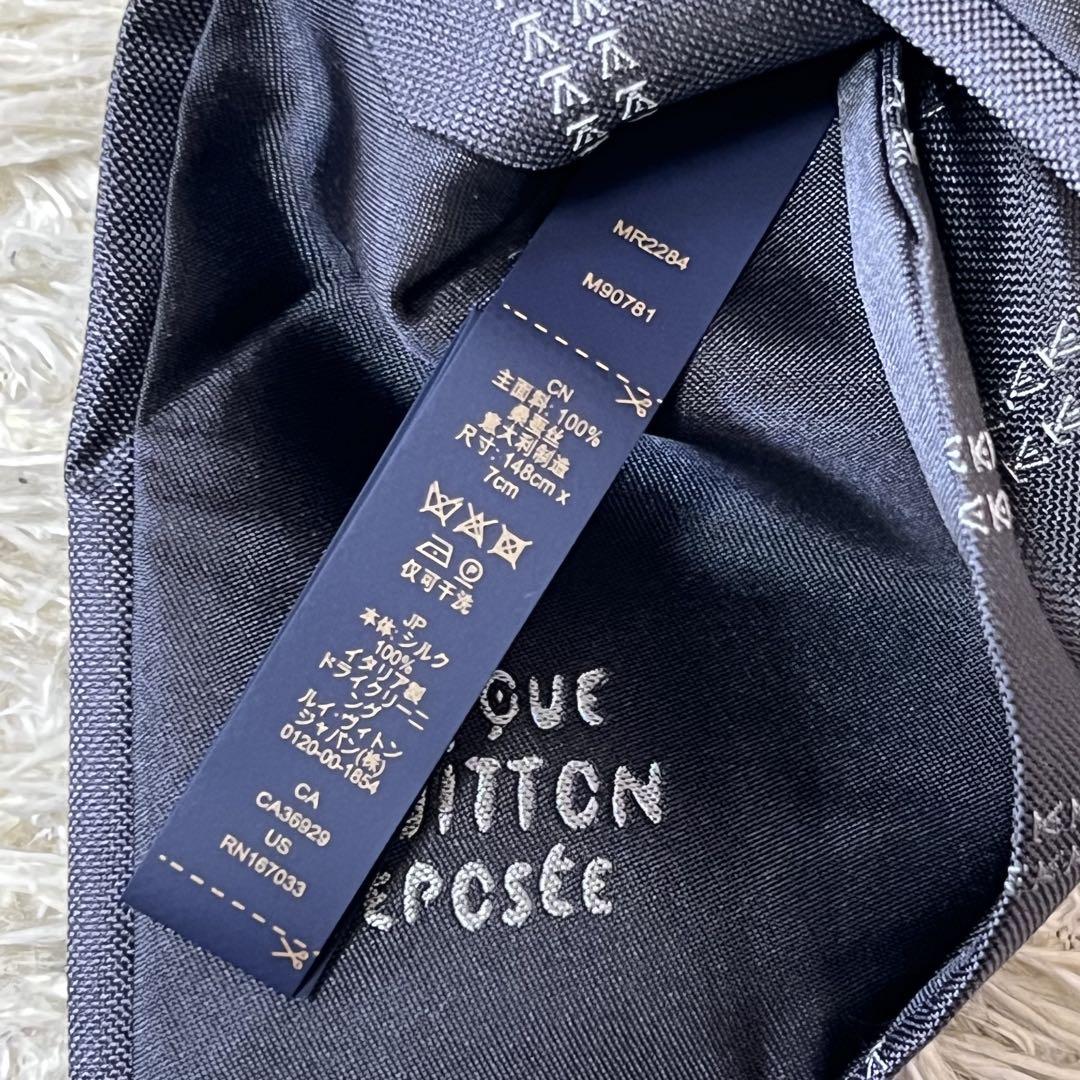 MR2284
M90781
CN
主面料: 100%
桑蚕丝
意大利制造
尺寸: 148cm x
7cm
仅可干洗
JP
本体: シルク
100%
イタリア製
ドライクリーニ
ング
ルイ・ヴィトン
ジャパン(株)
0120-00-1854
CA
CA36929
US
RN167033
QUE
UITTON
EPOSÉE